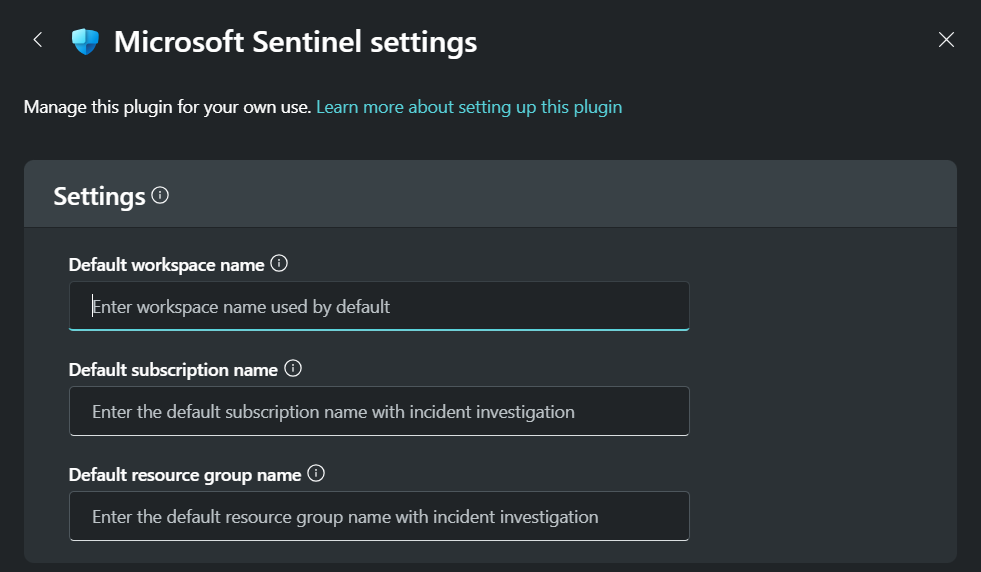 Microsoft Sentinel settings
Manage this plugin for your own use. Learn more about setting up this plugin
Settings
Default workspace name
Enter workspace name used by default
Default subscription name
Enter the default subscription name with incident investigation
Default resource group name
Enter the default resource group name with incident investigation